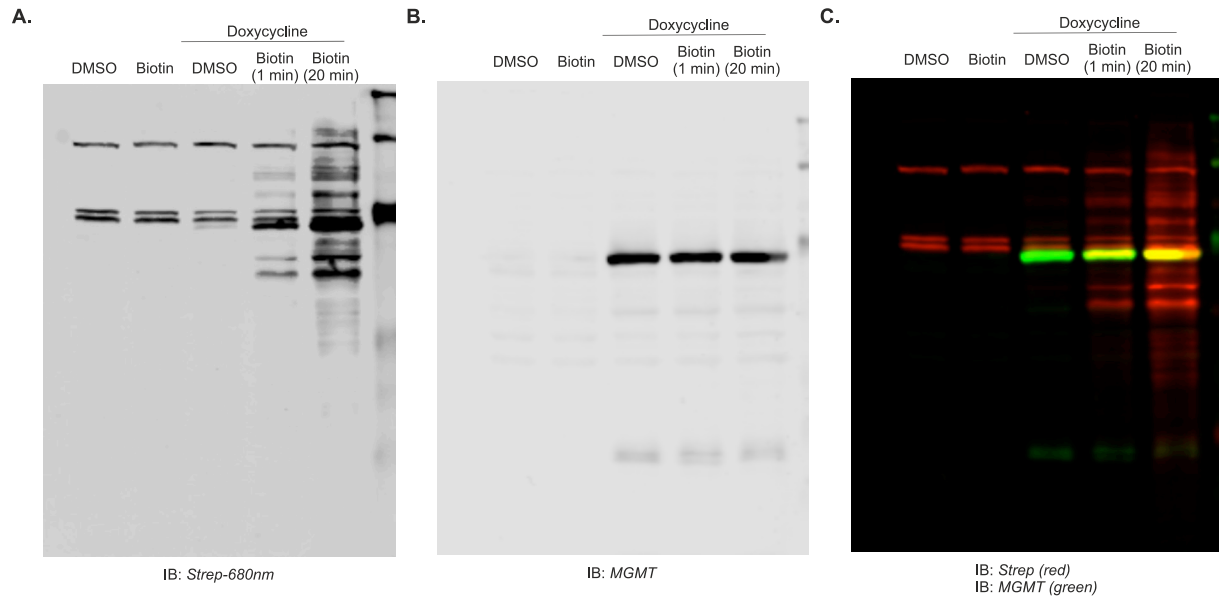 A.
Doxycycline
DMSO Biotin DMSO Biotin (1 min) Biotin (20 min)
IB: Strep-680nm
B.
Doxycycline
DMSO Biotin DMSO Biotin (1 min) Biotin (20 min)
IB: MGMT
C.
Doxycycline
DMSO Biotin DMSO Biotin (1 min) Biotin (20 min)
IB: Strep (red)
IB: MGMT (green)